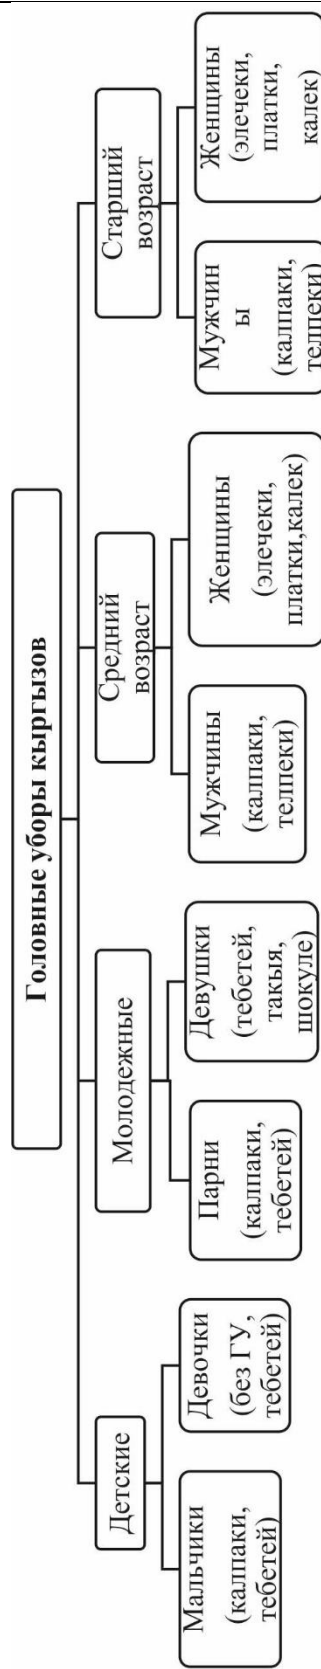 Головные уборы кыргызов
Детские
Молодежные
Средний
возраст
Старший
возраст
Мальчики
(калпаки,
тебетей)
Девочки
(без ГУ,
тебетей)
Парни
(калпаки,
тебетей)
Девушки
(тебетей,
такыя,
шокуле)
Мужчины
(калпаки,
телпеки)
Женщины
(элечеки,
платки,калек)
Мужчин
ы
(калпаки,
телпеки)
Женщины
(элечеки,
платки,
калек)